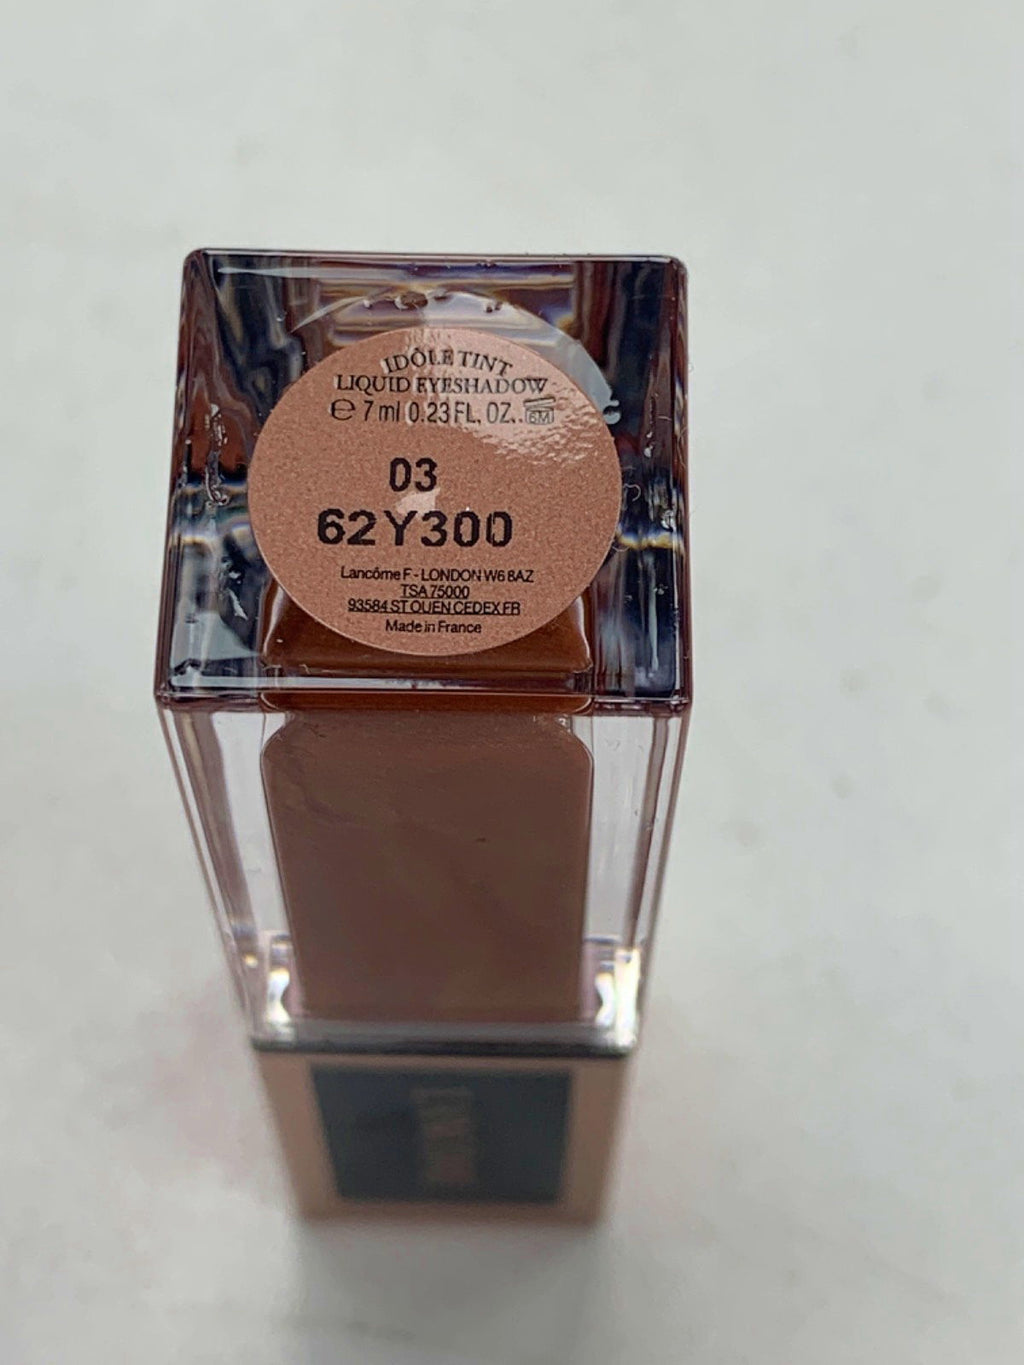 IDÔLE TINT
LIQUID EYESHADOW
℮ 7 ml 0.23 FL. OZ. 6M
03
62Y300
Lancôme F - LONDON W6 8AZ
TSA 75000
93584 ST OUEN CEDEX FR
Made in France